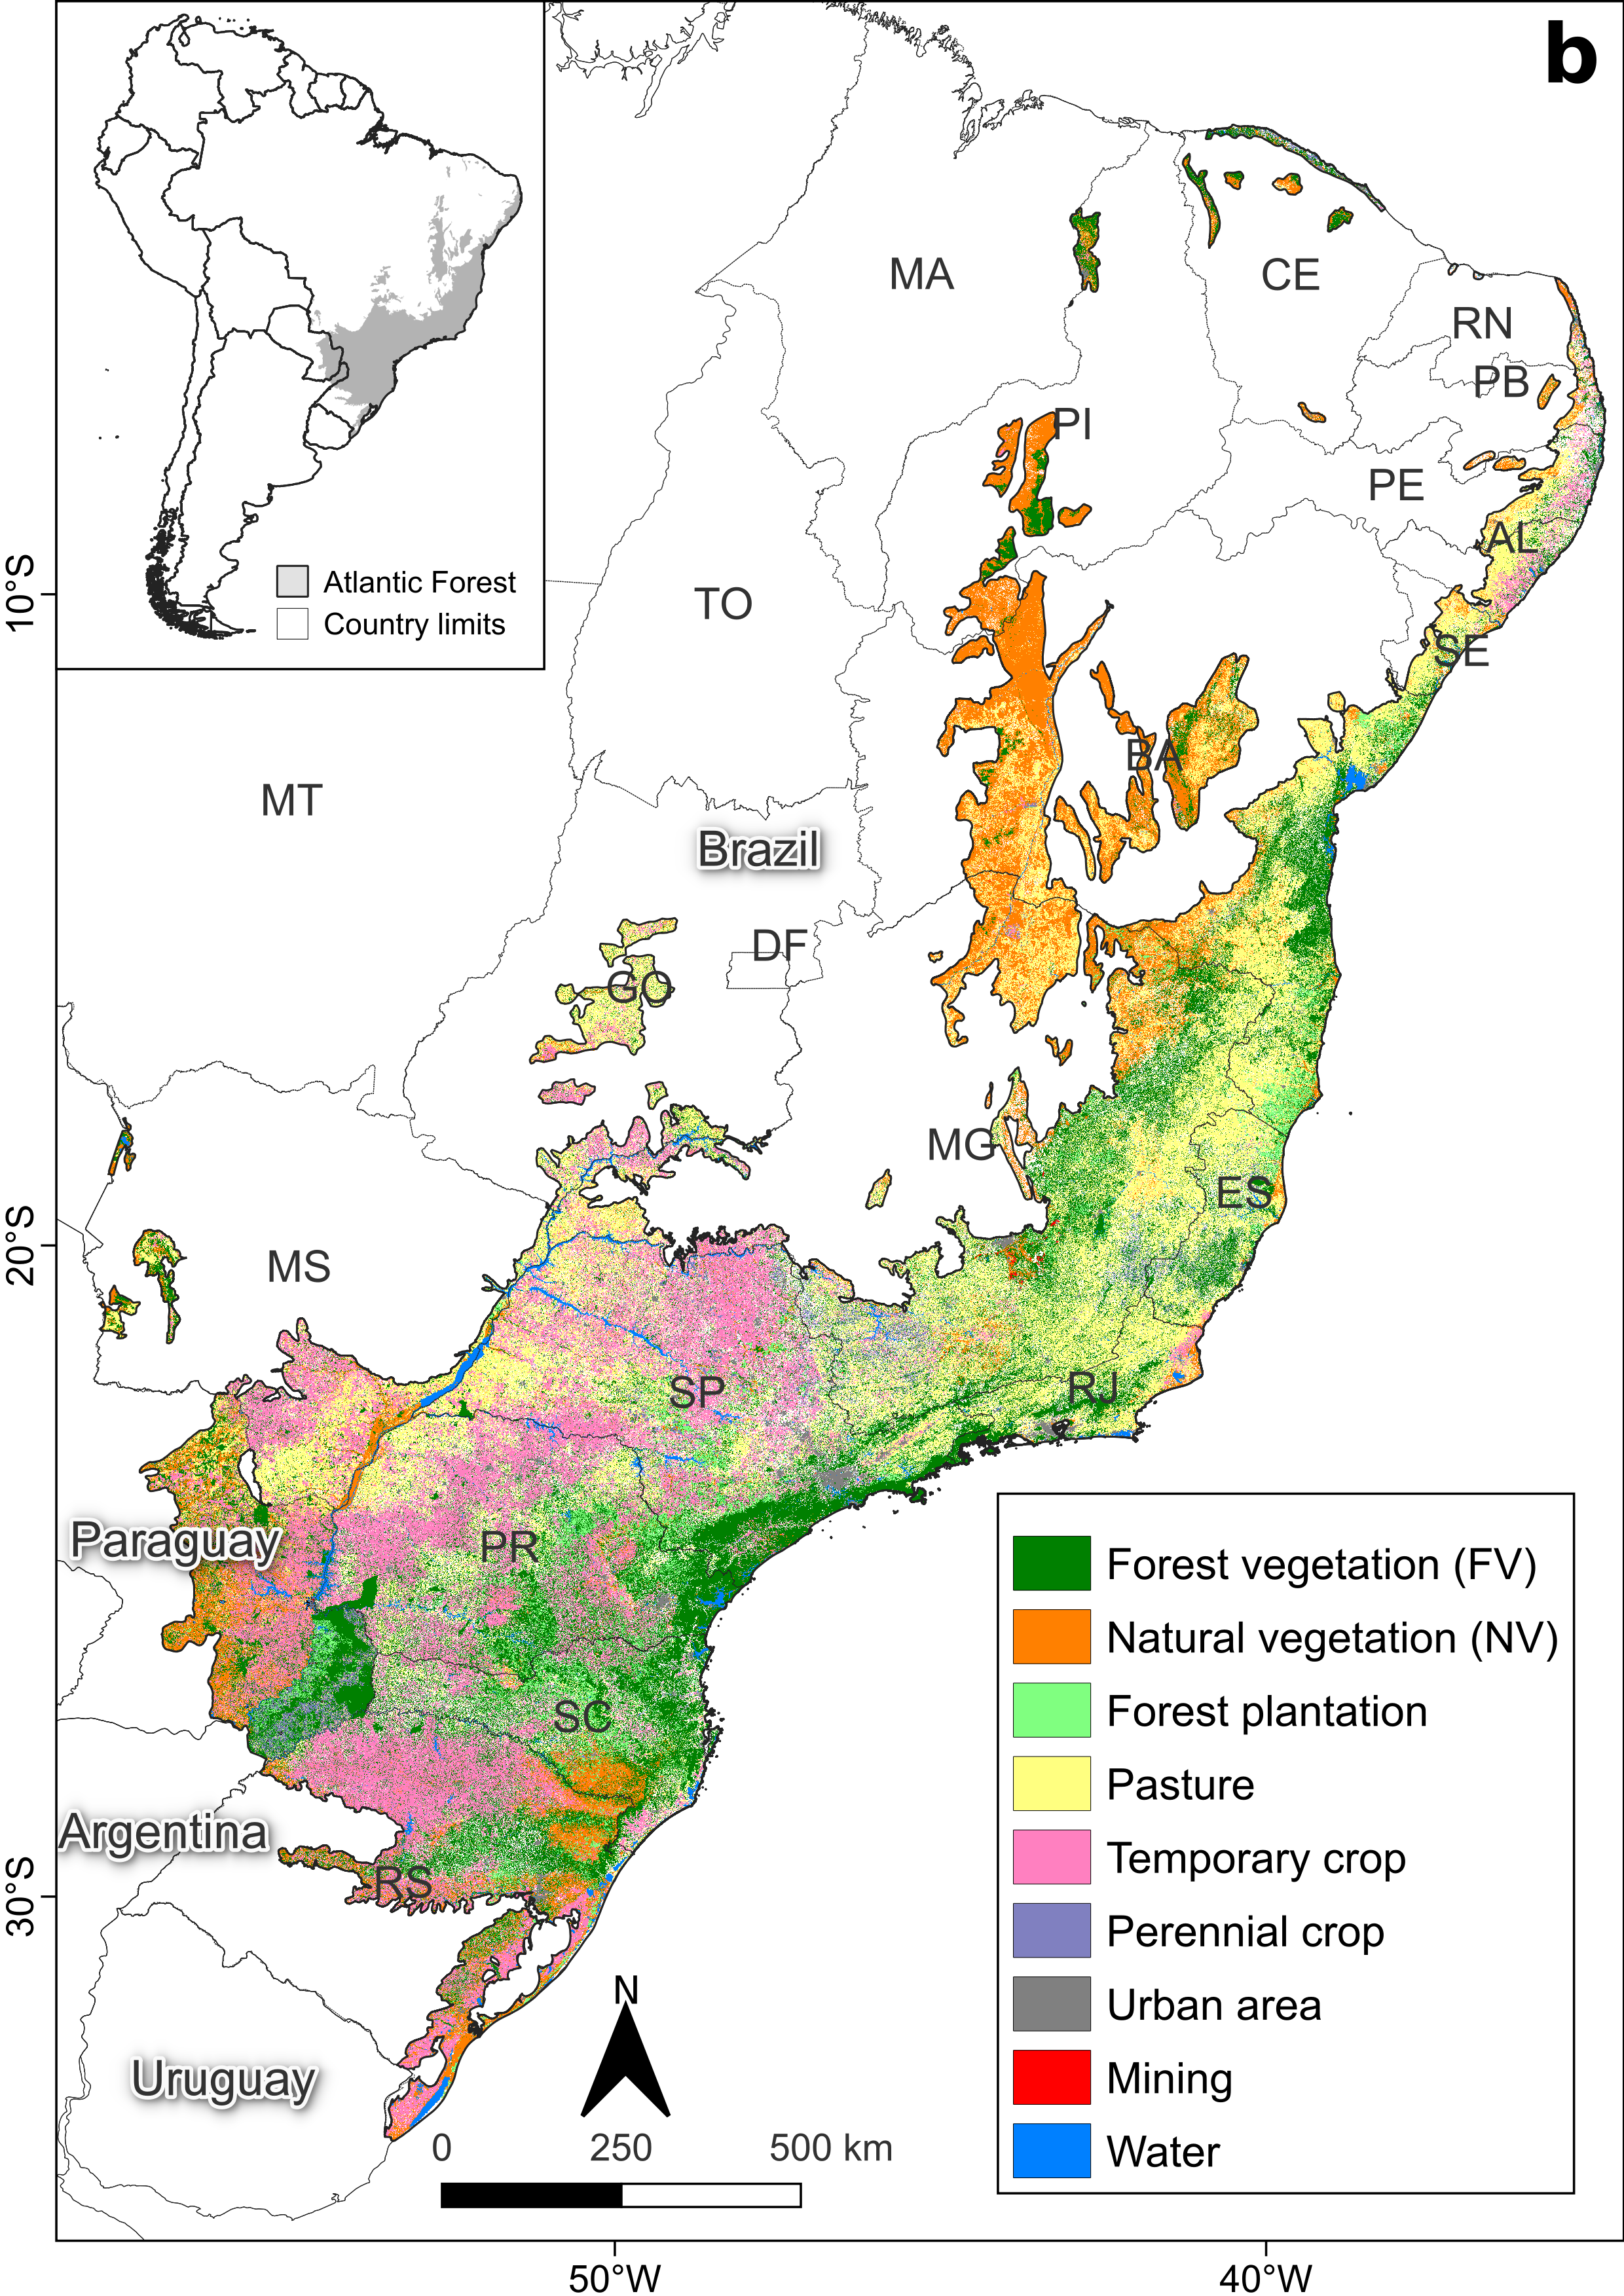 b
Atlantic Forest
Country limits
MA
CE
RN
PB
PI
PE
AL
10°S
TO
SE
BA
MT
Brazil
DF
GO
MG
ES
20°S
MS
SP
RJ
PR
Paraguay
SC
Argentina
RS
30°S
Uruguay
N
0 250 500 km
Forest vegetation (FV)
Natural vegetation (NV)
Forest plantation
Pasture
Temporary crop
Perennial crop
Urban area
Mining
Water
50°W 40°W